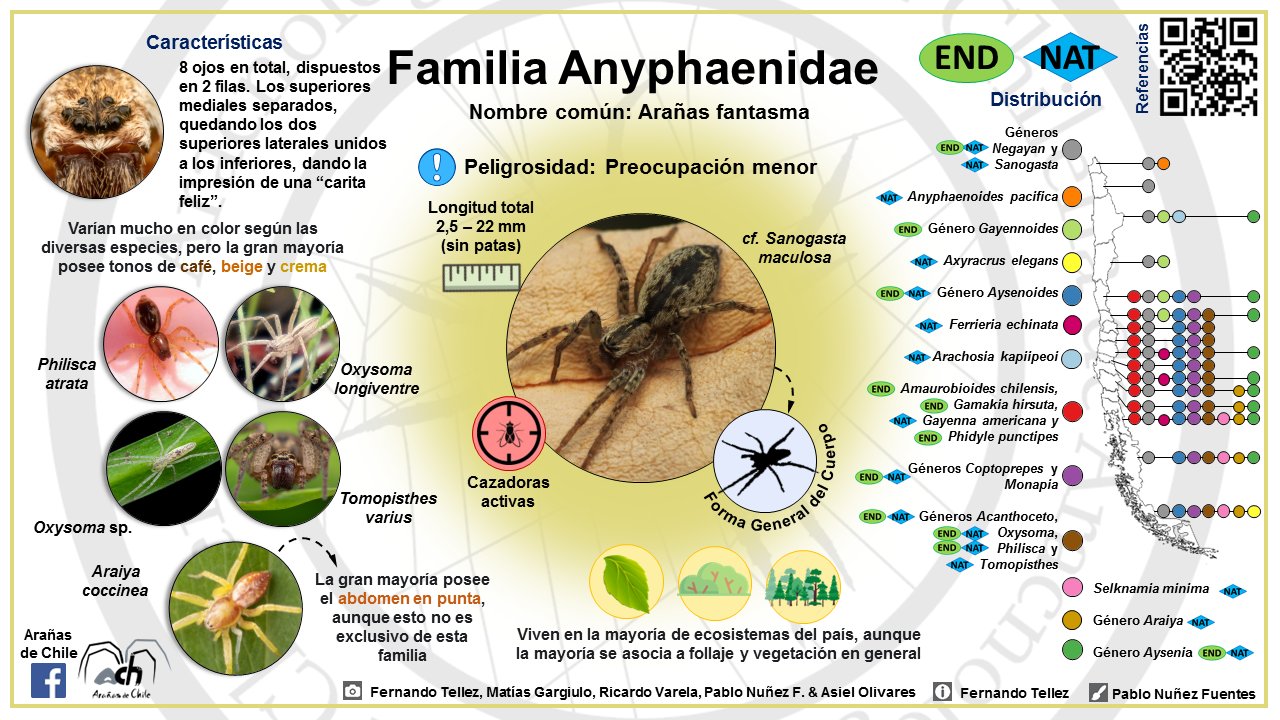 Características
8 ojos en total, dispuestos
en 2 filas. Los superiores
mediales separados,
quedando los dos
superiores laterales unidos
a los inferiores, dando la
impresión de una “carita
feliz”.
Varían mucho en color según las
diversas especies, pero la gran mayoría
posee tonos de café, beige y crema
Philisca
atrata
Oxysoma
longiventre
Oxysoma sp.
Tomopisthes
varius
Araiya
coccinea
La gran mayoría posee
el abdomen en punta,
aunque esto no es
exclusivo de esta
familia
Arañas
de Chile
ach
Arañas de Chile
Familia Anyphaenidae
Nombre común: Arañas fantasma
Peligrosidad: Preocupación menor
Longitud total
2,5 – 22 mm
(sin patas)
cf. Sanogasta
maculosa
Cazadoras
activas
Forma General del Cuerpo
Viven en la mayoría de ecosistemas del país, aunque
la mayoría se asocia a follaje y vegetación en general
Fernando Tellez, Matías Gargiulo, Ricardo Varela, Pablo Nuñez F. & Asiel Olivares
Fernando Tellez
Pablo Nuñez Fuentes
END NAT
Referencias
Distribución
Géneros
END NAT Negayan y
NAT Sanogasta
NAT Anyphaenoides pacifica
END Género Gayennoides
NAT Axyracrus elegans
END NAT Género Aysenoides
NAT Ferrieria echinata
NAT Arachosia kapiipeoi
END Amaurobioides chilensis,
END Gamakia hirsuta,
NAT Gayenna americana y
END Phidyle punctipes
END NAT Géneros Coptoprepes y
Monapia
END NAT Géneros Acanthoceto,
END NAT Oxysoma,
END NAT Philisca y
NAT Tomopisthes
Selknamia minima NAT
Género Araiya NAT
Género Aysenia END NAT